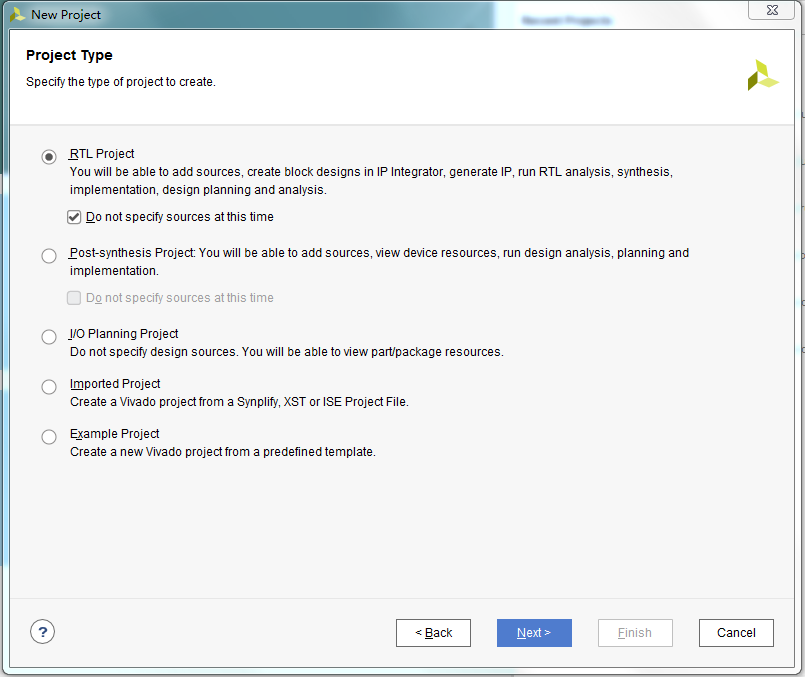 New Project
Recent Projects
Project Type
Specify the type of project to create.
RTL Project
You will be able to add sources, create block designs in IP Integrator, generate IP, run RTL analysis, synthesis,
implementation, design planning and analysis.
Do not specify sources at this time
Post-synthesis Project: You will be able to add sources, view device resources, run design analysis, planning and
implementation.
Do not specify sources at this time
I/O Planning Project
Do not specify design sources. You will be able to view part/package resources.
Imported Project
Create a Vivado project from a Synplify, XST or ISE Project File.
Example Project
Create a new Vivado project from a predefined template.
?
< Back
Next >
Finish
Cancel